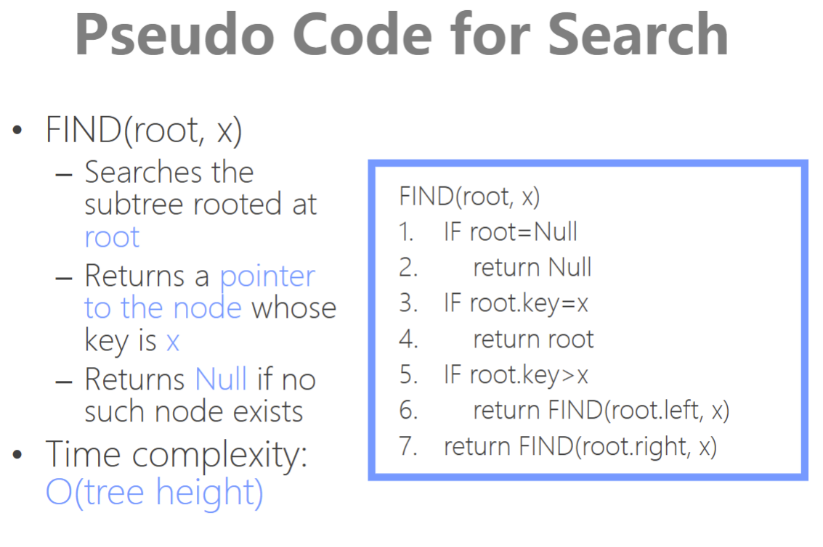 Pseudo Code for Search
• FIND(root, x)
– Searches the
subtree rooted at
root
– Returns a pointer
to the node whose
key is x
– Returns Null if no
such node exists
• Time complexity:
O(tree height)
FIND(root, x)
1. IF root=Null
2. return Null
3. IF root.key=x
4. return root
5. IF root.key>x
6. return FIND(root.left, x)
7. return FIND(root.right, x)